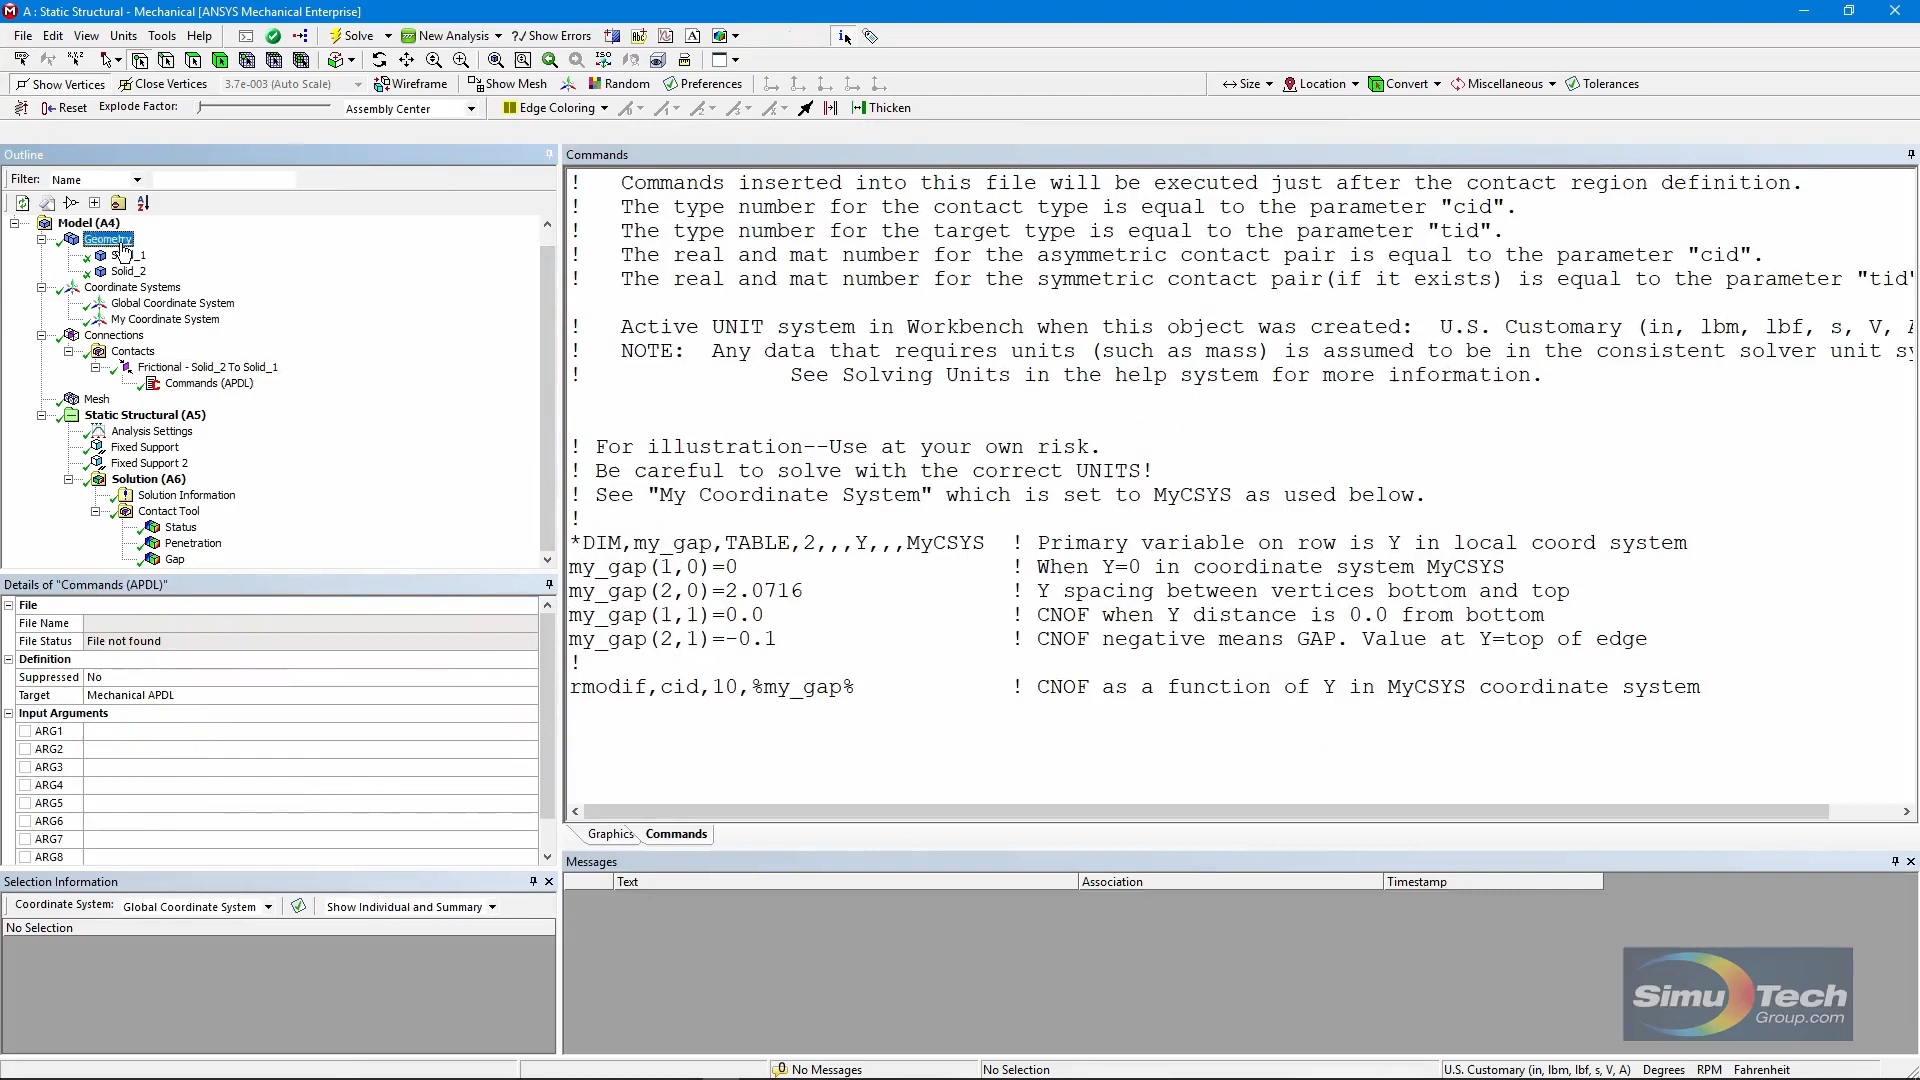 A : Static Structural - Mechanical [ANSYS Mechanical Enterprise]
File Edit View Units Tools Help Solve New Analysis Show Errors
Show Vertices Close Vertices 3.7e-003 (Auto Scale) Wireframe Show Mesh Random Preferences Size Location Convert Miscellaneous Tolerances
Reset Explode Factor: Assembly Center Edge Coloring Thicken
Outline
Filter: Name
Model (A4)
Geometry
Solid_2
Coordinate Systems
Global Coordinate System
My Coordinate System
Connections
Contacts
Frictional - Solid_2 To Solid_1
Commands (APDL)
Mesh
Static Structural (A5)
Analysis Settings
Fixed Support
Fixed Support 2
Solution (A6)
Solution Information
Contact Tool
Status
Penetration
Gap
Details of "Commands (APDL)"
File
File Name
File Status File not found
Definition
Suppressed No
Target Mechanical APDL
Input Arguments
ARG1
ARG2
ARG3
ARG4
ARG5
ARG6
ARG7
ARG8
Selection Information
Coordinate System: Global Coordinate System Show Individual and Summary
No Selection
Commands
! Commands inserted into this file will be executed just after the contact region definition.
! The type number for the contact type is equal to the parameter "cid".
! The type number for the target type is equal to the parameter "tid".
! The real and mat number for the asymmetric contact pair is equal to the parameter "cid".
! The real and mat number for the symmetric contact pair(if it exists) is equal to the parameter "tid"
! Active UNIT system in Workbench when this object was created: U.S. Customary (in, lbm, lbf, s, V, A
! NOTE: Any data that requires units (such as mass) is assumed to be in the consistent solver unit sy
! See Solving Units in the help system for more information.
! For illustration--Use at your own risk.
! Be careful to solve with the correct UNITS!
! See "My Coordinate System" which is set to MyCSYS as used below.
!
*DIM,my_gap,TABLE,2,,,Y,,,MyCSYS ! Primary variable on row is Y in local coord system
my_gap(1,0)=0 ! When Y=0 in coordinate system MyCSYS
my_gap(2,0)=2.0716 ! Y spacing between vertices bottom and top
my_gap(1,1)=0.0 ! CNOF when Y distance is 0.0 from bottom
my_gap(2,1)=-0.1 ! CNOF negative means GAP. Value at Y=top of edge
!
rmodif,cid,10,%my_gap% ! CNOF as a function of Y in MyCSYS coordinate system
Graphics Commands
Messages
Text Association Timestamp
SimuTech
Group.com
0 No Messages No Selection U.S. Customary (in, lbm, lbf, s, V, A) Degrees RPM Fahrenheit